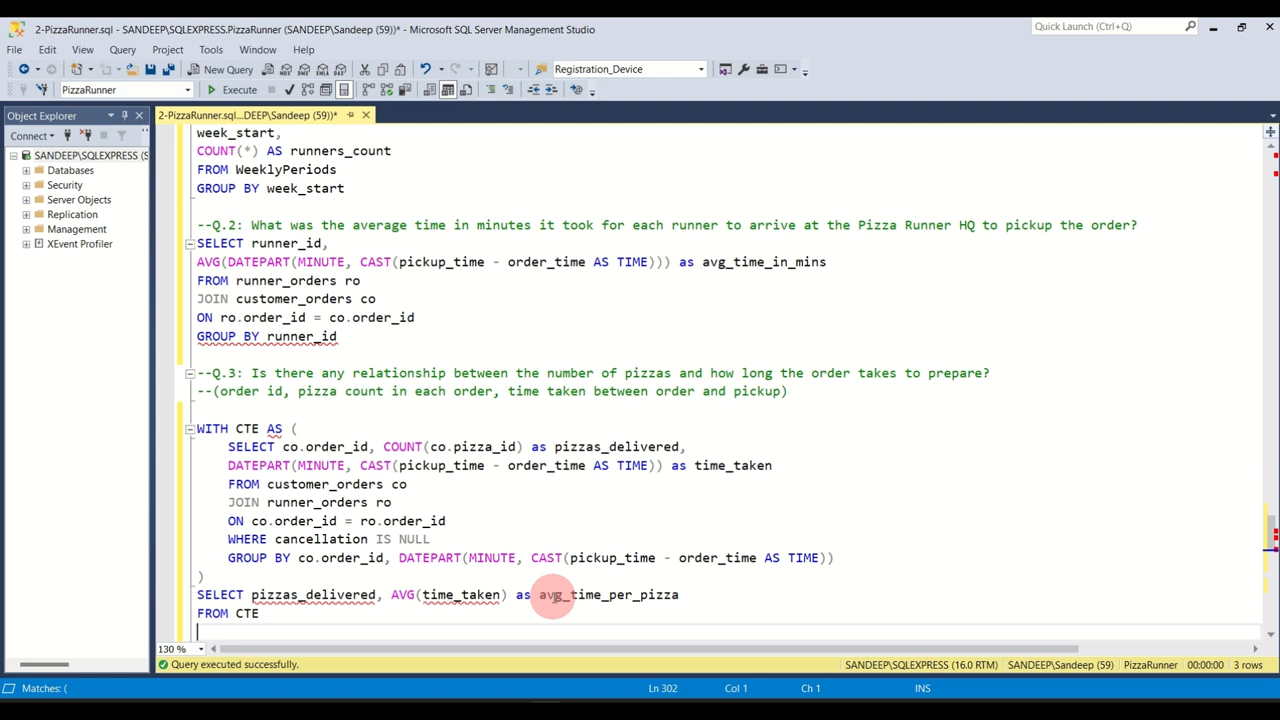 2-PizzaRunner.sql - SANDEEP\SQLEXPRESS.PizzaRunner (SANDEEP\Sandeep (59))* - Microsoft SQL Server Management Studio
Quick Launch (Ctrl+Q)
File Edit View Query Project Tools Window Help
New Query MDX DMX XMLA DAX Registration_Device
PizzaRunner Execute
Object Explorer
2-PizzaRunner.sql...DEEP\Sandeep (59))*
Connect
SANDEEP\SQLEXPRESS (S
Databases
Security
Server Objects
Replication
Management
XEvent Profiler
week_start,
COUNT(*) AS runners_count
FROM WeeklyPeriods
GROUP BY week_start
--Q.2: What was the average time in minutes it took for each runner to arrive at the Pizza Runner HQ to pickup the order?
SELECT runner_id,
AVG(DATEPART(MINUTE, CAST(pickup_time - order_time AS TIME))) as avg_time_in_mins
FROM runner_orders ro
JOIN customer_orders co
ON ro.order_id = co.order_id
GROUP BY runner_id
--Q.3: Is there any relationship between the number of pizzas and how long the order takes to prepare?
--(order id, pizza count in each order, time taken between order and pickup)
WITH CTE AS (
SELECT co.order_id, COUNT(co.pizza_id) as pizzas_delivered,
DATEPART(MINUTE, CAST(pickup_time - order_time AS TIME)) as time_taken
FROM customer_orders co
JOIN runner_orders ro
ON co.order_id = ro.order_id
WHERE cancellation IS NULL
GROUP BY co.order_id, DATEPART(MINUTE, CAST(pickup_time - order_time AS TIME))
)
SELECT pizzas_delivered, AVG(time_taken) as avg_time_per_pizza
FROM CTE
130 %
Query executed successfully.
SANDEEP\SQLEXPRESS (16.0 RTM) SANDEEP\Sandeep (59) PizzaRunner 00:00:00 3 rows
Matches: (
Ln 302 Col 1 Ch 1 INS